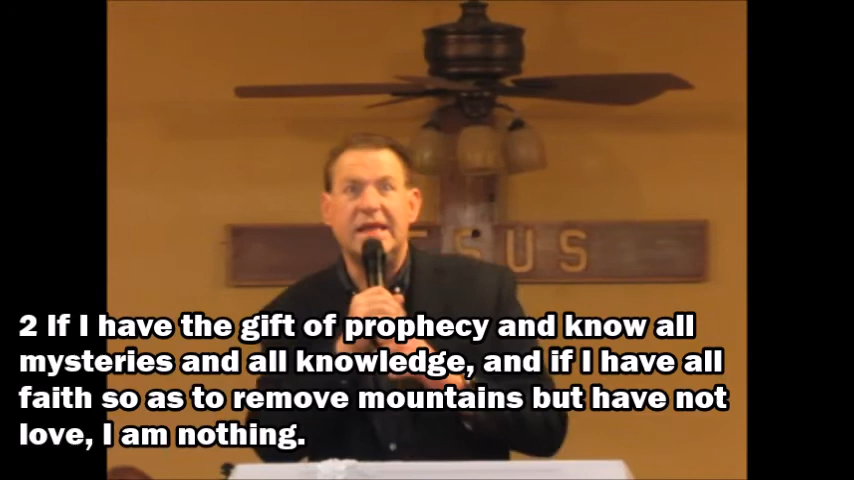 ESUS
2 If I have the gift of prophecy and know all
mysteries and all knowledge, and if I have all
faith so as to remove mountains but have not
love, I am nothing.